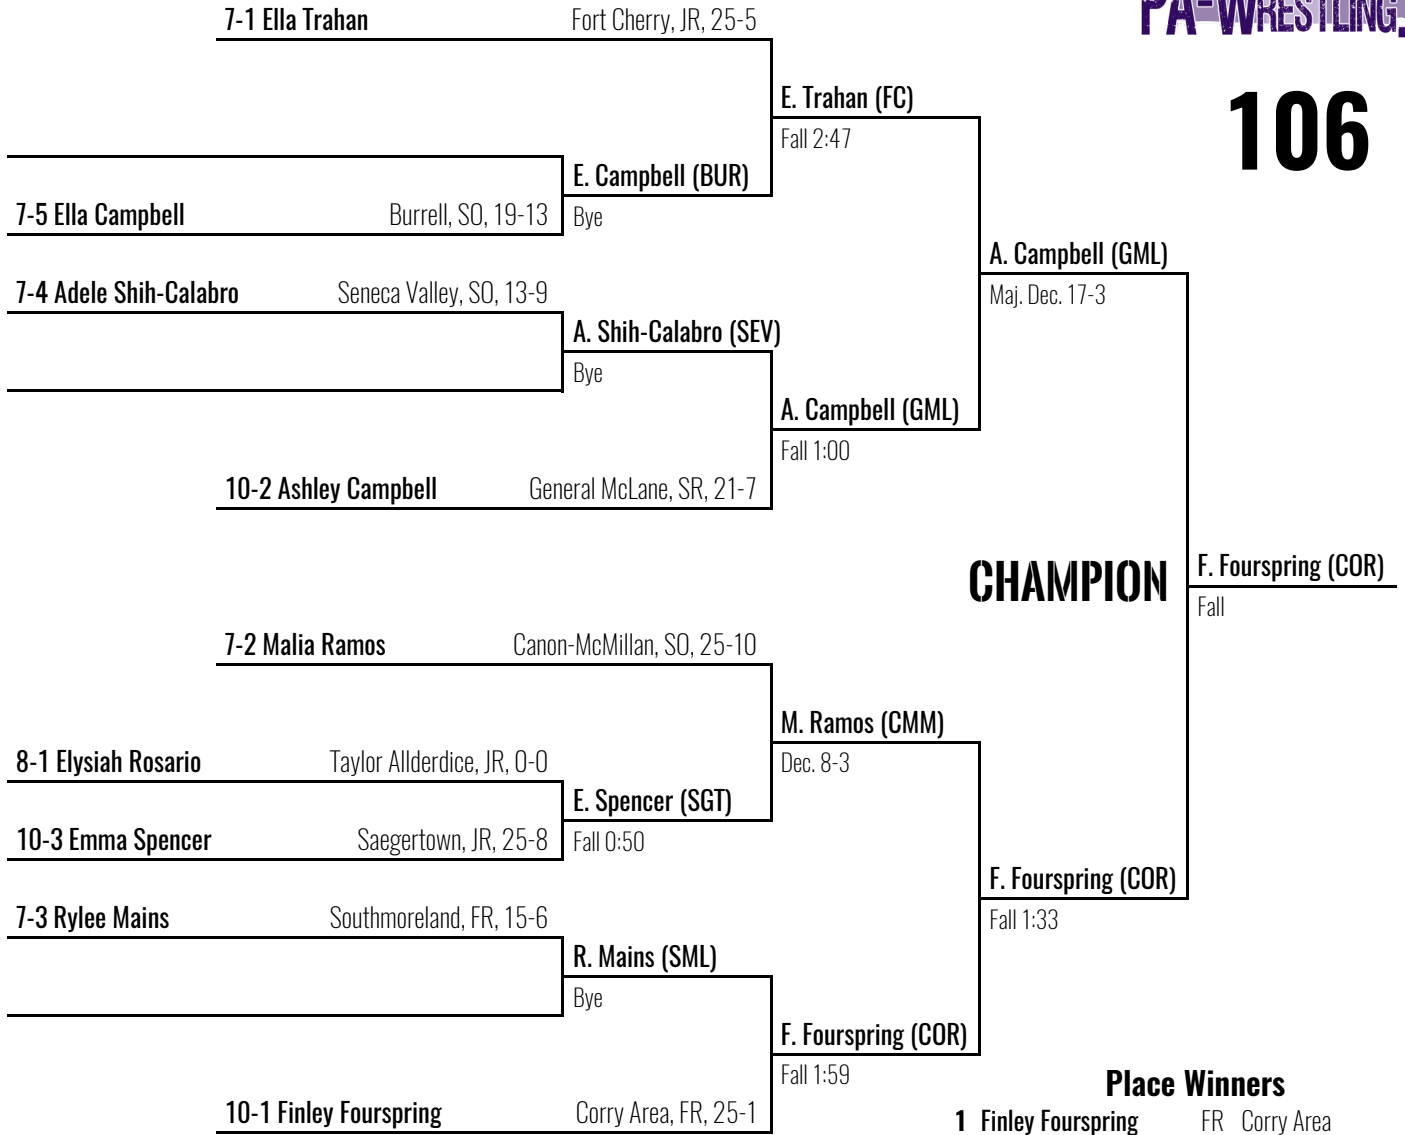 7-1 Ella Trahan Fort Cherry, JR, 25-5
PA-WRESTLING.
E. Trahan (FC)
106
Fall 2:47
E. Campbell (BUR)
7-5 Ella Campbell Burrell, SO, 19-13
Bye
A. Campbell (GML)
7-4 Adele Shih-Calabro Seneca Valley, SO, 13-9
Maj. Dec. 17-3
A. Shih-Calabro (SEV)
Bye
A. Campbell (GML)
Fall 1:00
10-2 Ashley Campbell General McLane, SR, 21-7
CHAMPION
F. Fourspring (COR)
Fall
7-2 Malia Ramos Canon-McMillan, SO, 25-10
M. Ramos (CMM)
8-1 Elysiah Rosario Taylor Allderdice, JR, 0-0
Dec. 8-3
E. Spencer (SGT)
10-3 Emma Spencer Saegertown, JR, 25-8
Fall 0:50
F. Fourspring (COR)
7-3 Rylee Mains Southmoreland, FR, 15-6
Fall 1:33
R. Mains (SML)
Bye
F. Fourspring (COR)
Fall 1:59
Place Winners
10-1 Finley Fourspring Corry Area, FR, 25-1
1 Finley Fourspring FR Corry Area